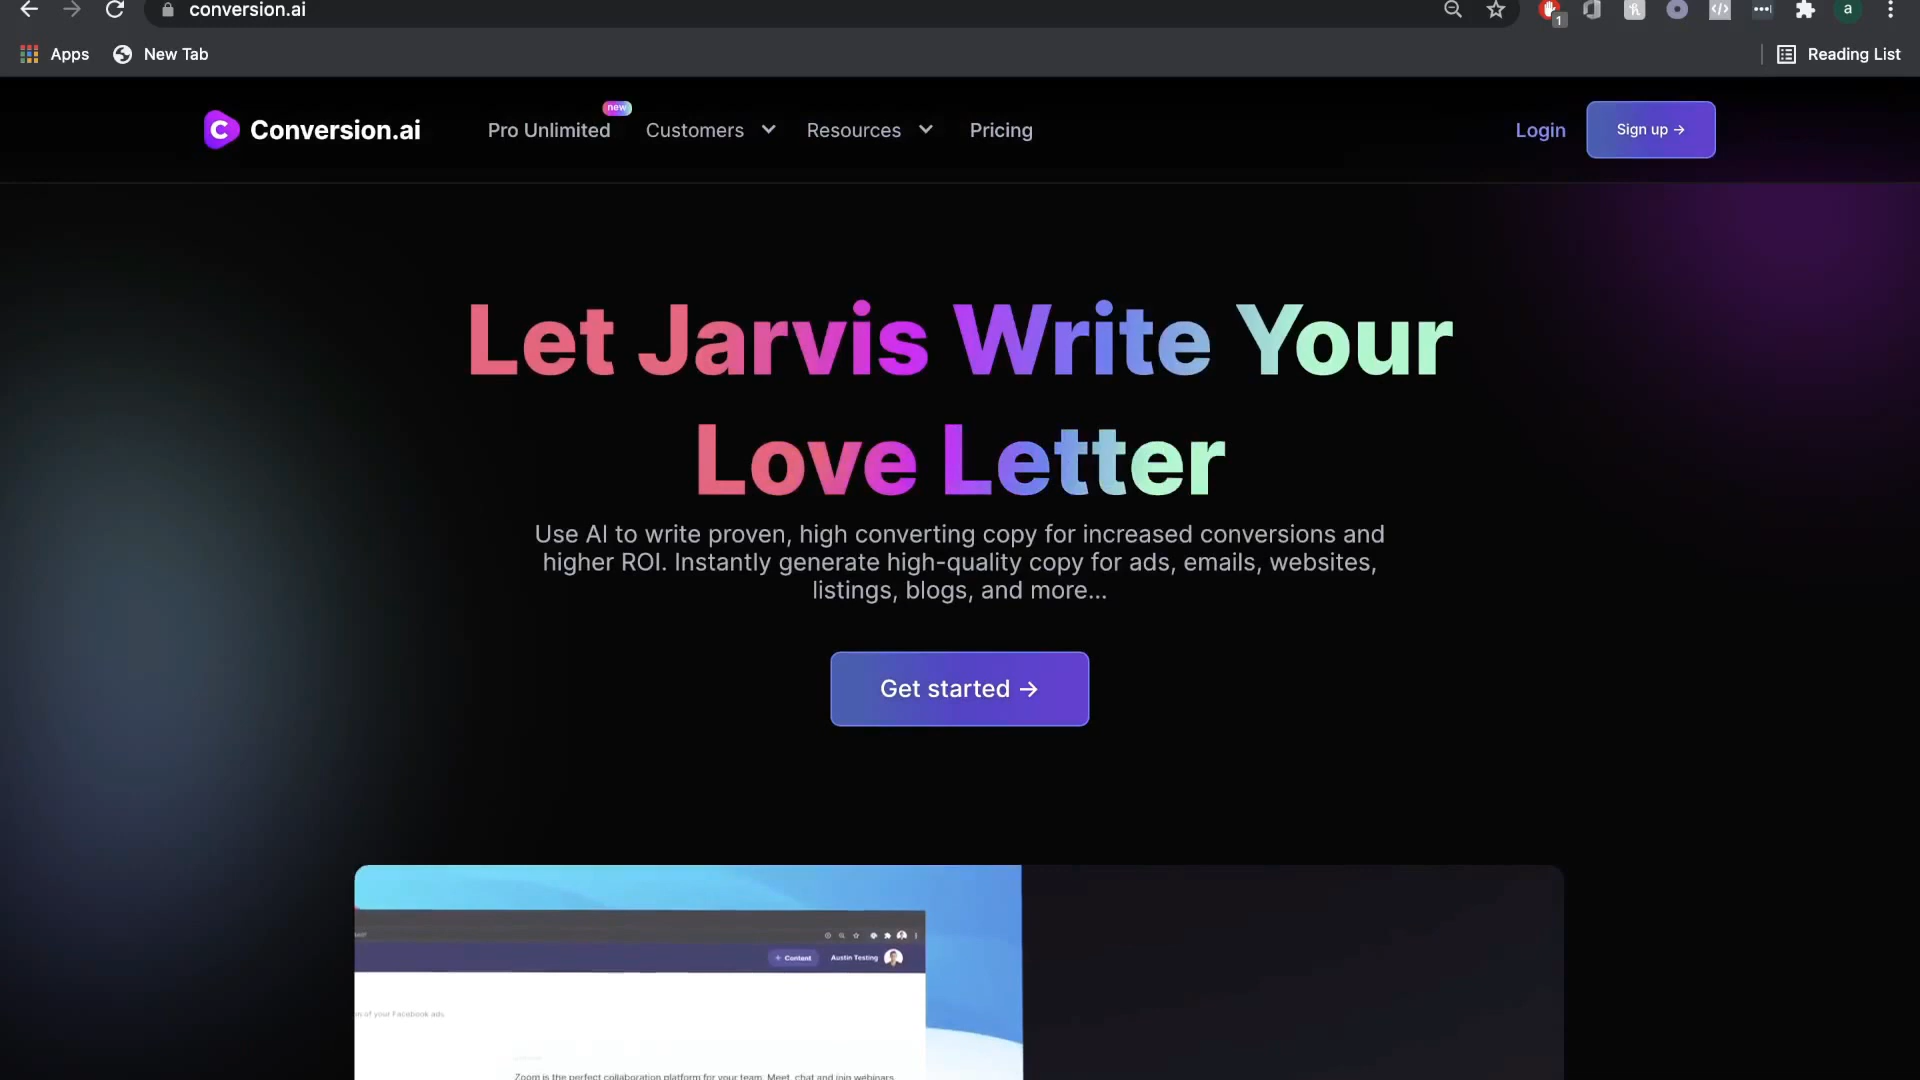 conversion.ai
1
a
Apps
New Tab
Reading List
Conversion.ai
Pro Unlimited
new
Customers
Resources
Pricing
Login
Sign up →
Let Jarvis Write Your
Love Letter
Use AI to write proven, high converting copy for increased conversions and
higher ROI. Instantly generate high-quality copy for ads, emails, websites,
listings, blogs, and more...
Get started →
+ Content
Austin Testing
of your Facebook ads
Zoom is the perfect collaboration platform for your team. Meet, chat and join webinars